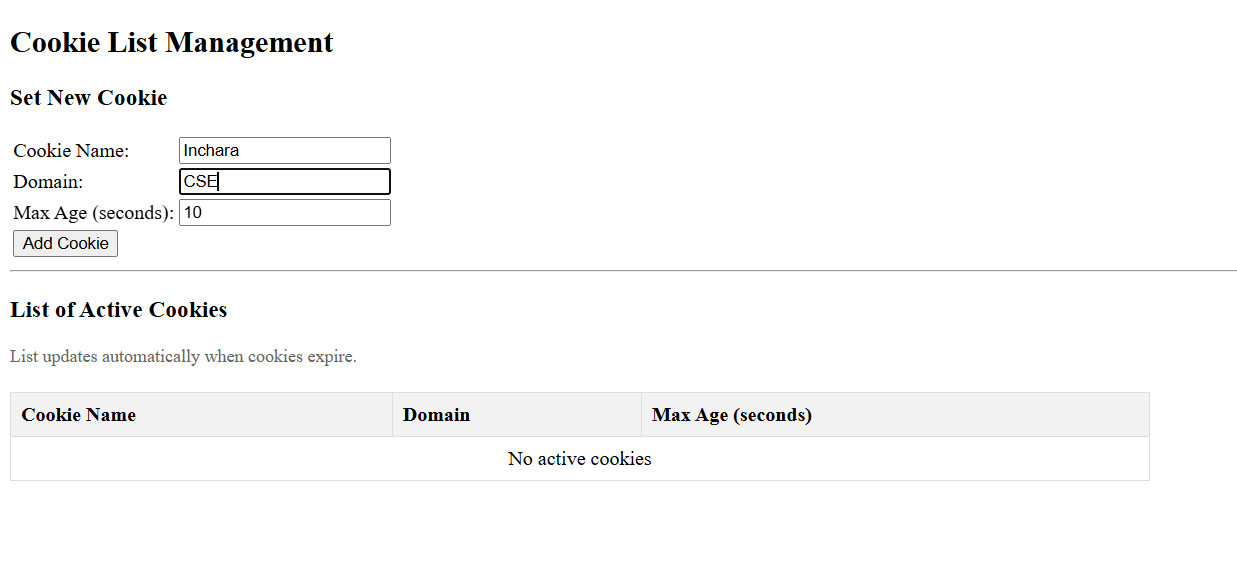 Cookie List Management
Set New Cookie
Cookie Name: Inchara
Domain: CSE
Max Age (seconds): 10
Add Cookie
List of Active Cookies
List updates automatically when cookies expire.
Cookie Name Domain Max Age (seconds)
No active cookies